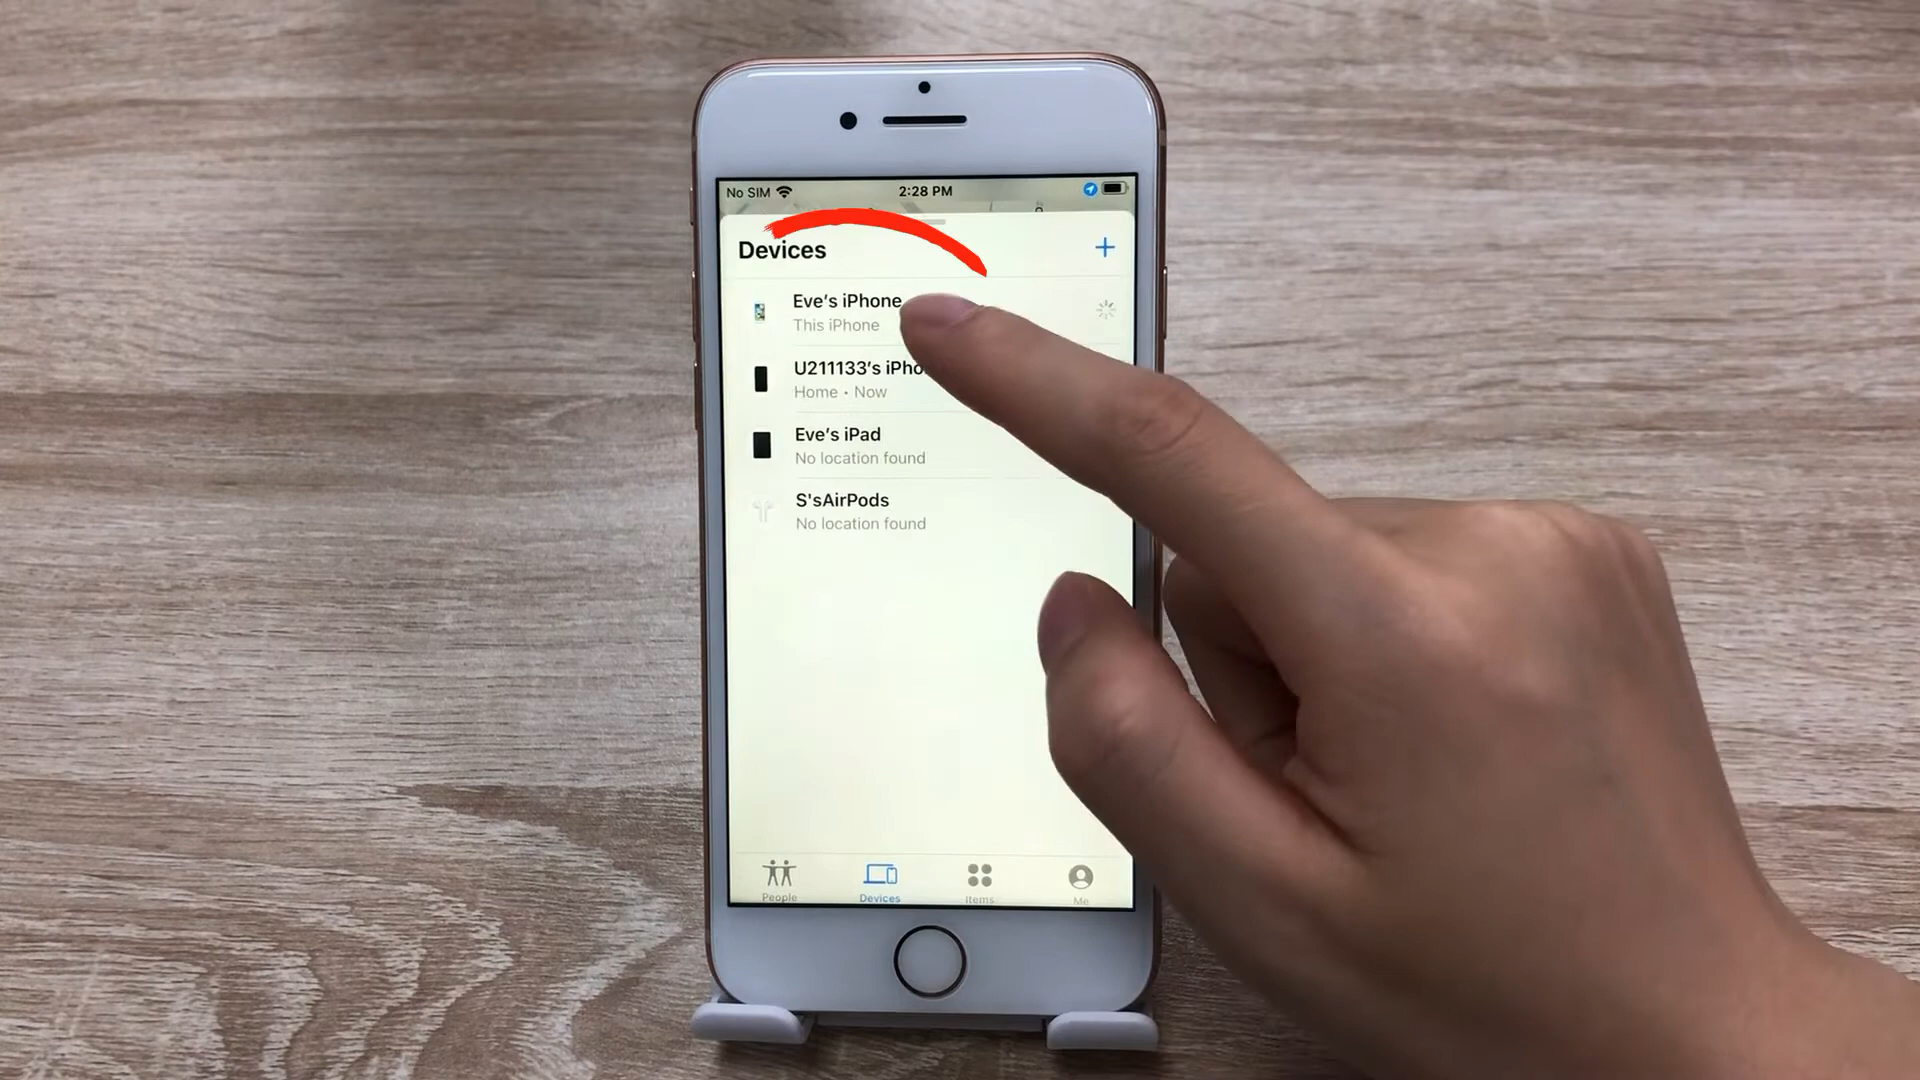 No SIM 2:28 PM
Devices
Eve's iPhone
This iPhone
U211133's iPho
Home • Now
Eve's iPad
No location found
S'sAirPods
No location found
People Devices Items Me